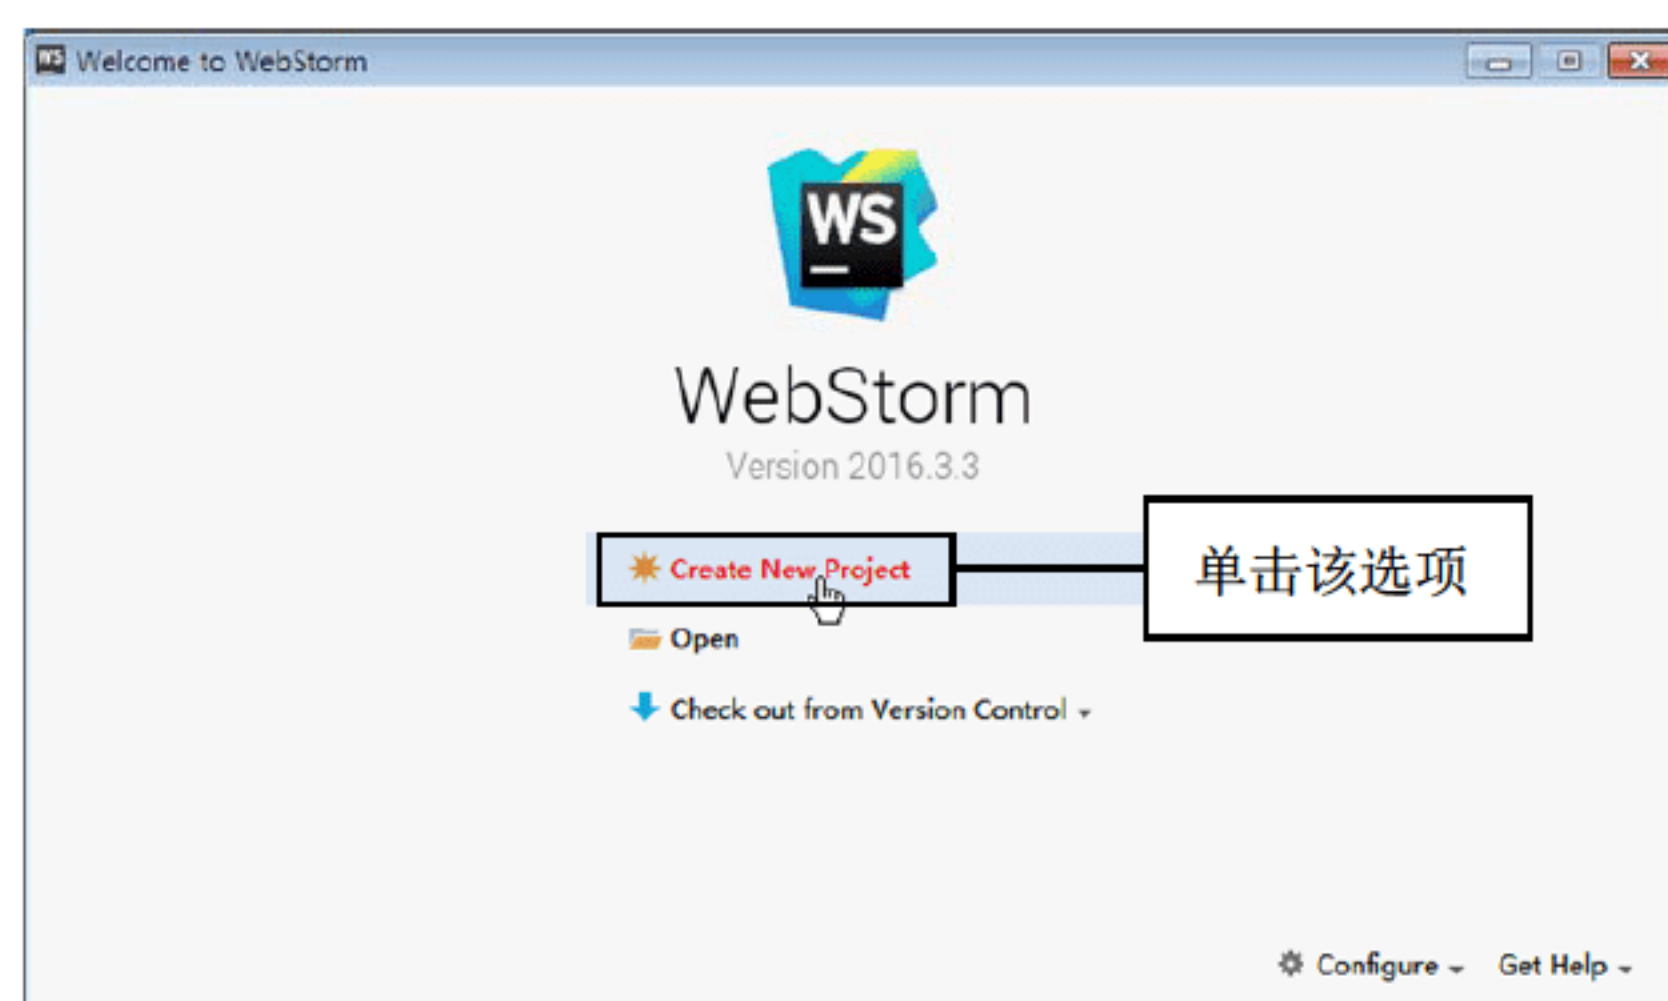 WS Welcome to WebStorm
WS
WebStorm
Version 2016.3.3
Create New Project
单击该选项
Open
Check out from Version Control
Configure Get Help